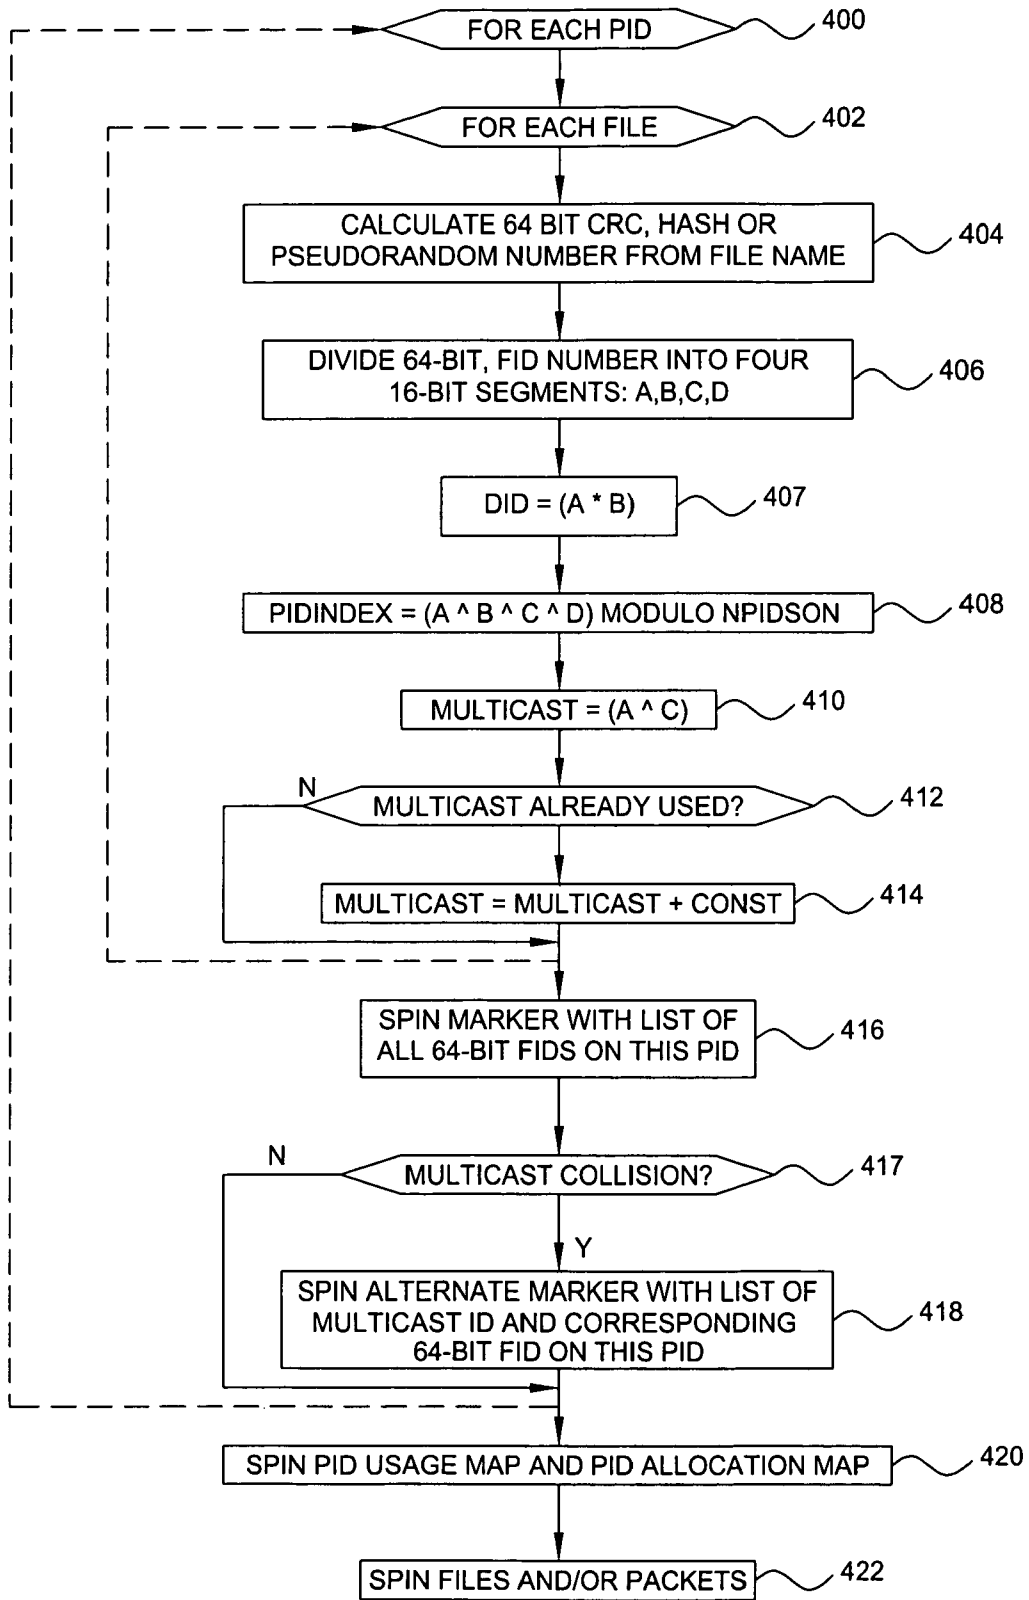 FOR EACH PID
400
FOR EACH FILE
402
CALCULATE 64 BIT CRC, HASH OR
PSEUDORANDOM NUMBER FROM FILE NAME
404
DIVIDE 64-BIT, FID NUMBER INTO FOUR
16-BIT SEGMENTS: A,B,C,D
406
DID = (A * B)
407
PIDINDEX = (A ^ B ^ C ^ D) MODULO NPIDSON
408
MULTICAST = (A ^ C)
410
N
MULTICAST ALREADY USED?
412
MULTICAST = MULTICAST + CONST
414
SPIN MARKER WITH LIST OF
ALL 64-BIT FIDS ON THIS PID
416
N
MULTICAST COLLISION?
417
Y
SPIN ALTERNATE MARKER WITH LIST OF
MULTICAST ID AND CORRESPONDING
64-BIT FID ON THIS PID
418
SPIN PID USAGE MAP AND PID ALLOCATION MAP
420
SPIN FILES AND/OR PACKETS
422